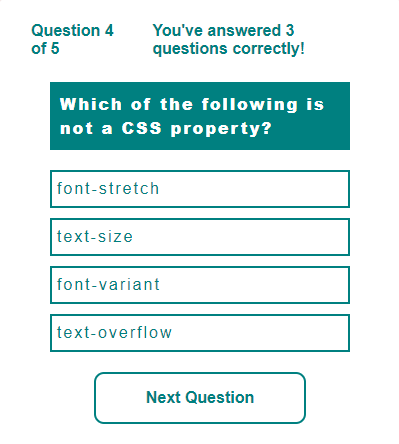 Question 4
of 5
You've answered 3
questions correctly!
Which of the following is
not a CSS property?
font-stretch
text-size
font-variant
text-overflow
Next Question